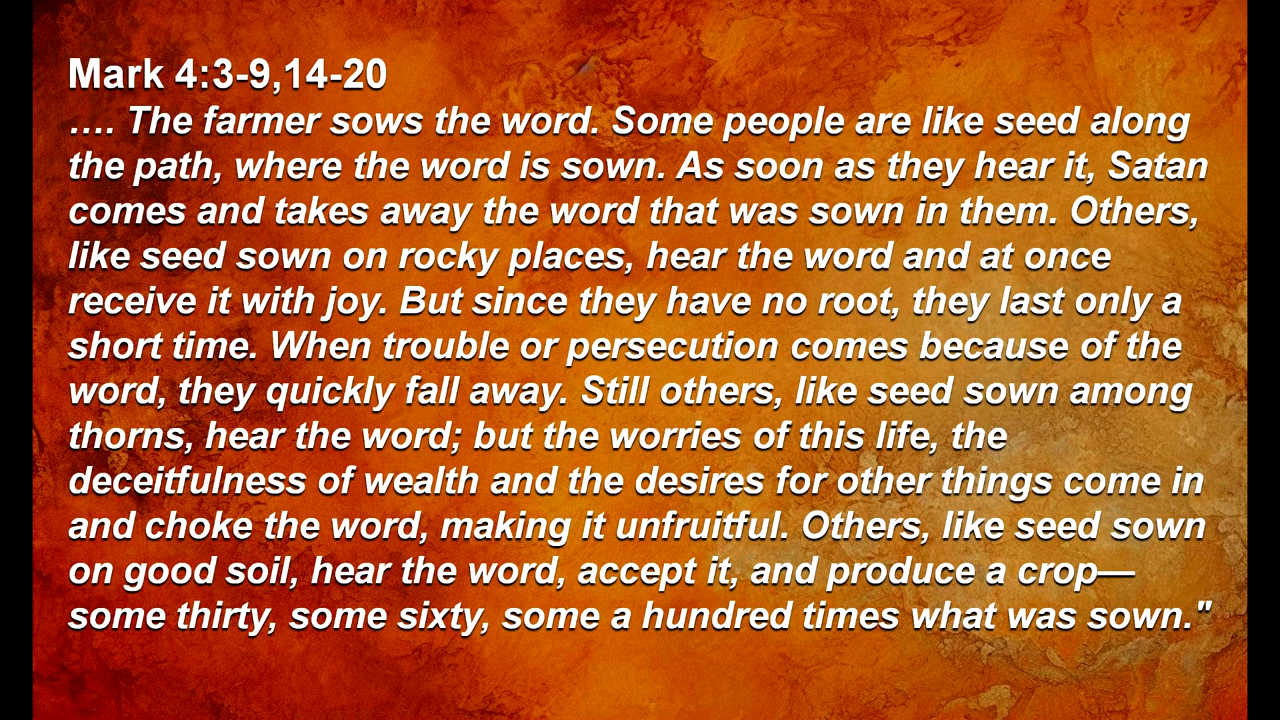 Mark 4:3-9,14-20
…. The farmer sows the word. Some people are like seed along
the path, where the word is sown. As soon as they hear it, Satan
comes and takes away the word that was sown in them. Others,
like seed sown on rocky places, hear the word and at once
receive it with joy. But since they have no root, they last only a
short time. When trouble or persecution comes because of the
word, they quickly fall away. Still others, like seed sown among
thorns, hear the word; but the worries of this life, the
deceitfulness of wealth and the desires for other things come in
and choke the word, making it unfruitful. Others, like seed sown
on good soil, hear the word, accept it, and produce a crop—
some thirty, some sixty, some a hundred times what was sown."